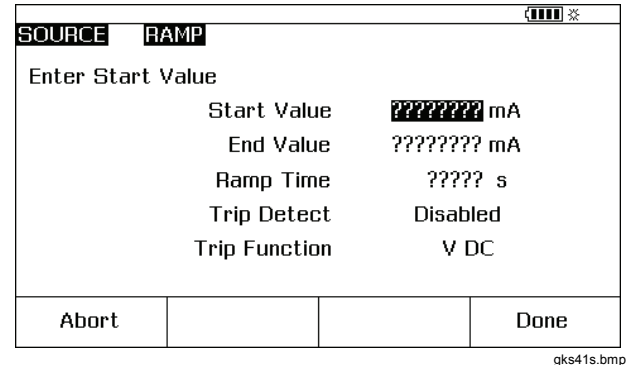 SOURCE RAMP
Enter Start Value
Start Value ???????? mA
End Value ???????? mA
Ramp Time ????? s
Trip Detect Disabled
Trip Function V DC
Abort Done
gks41s.bmp